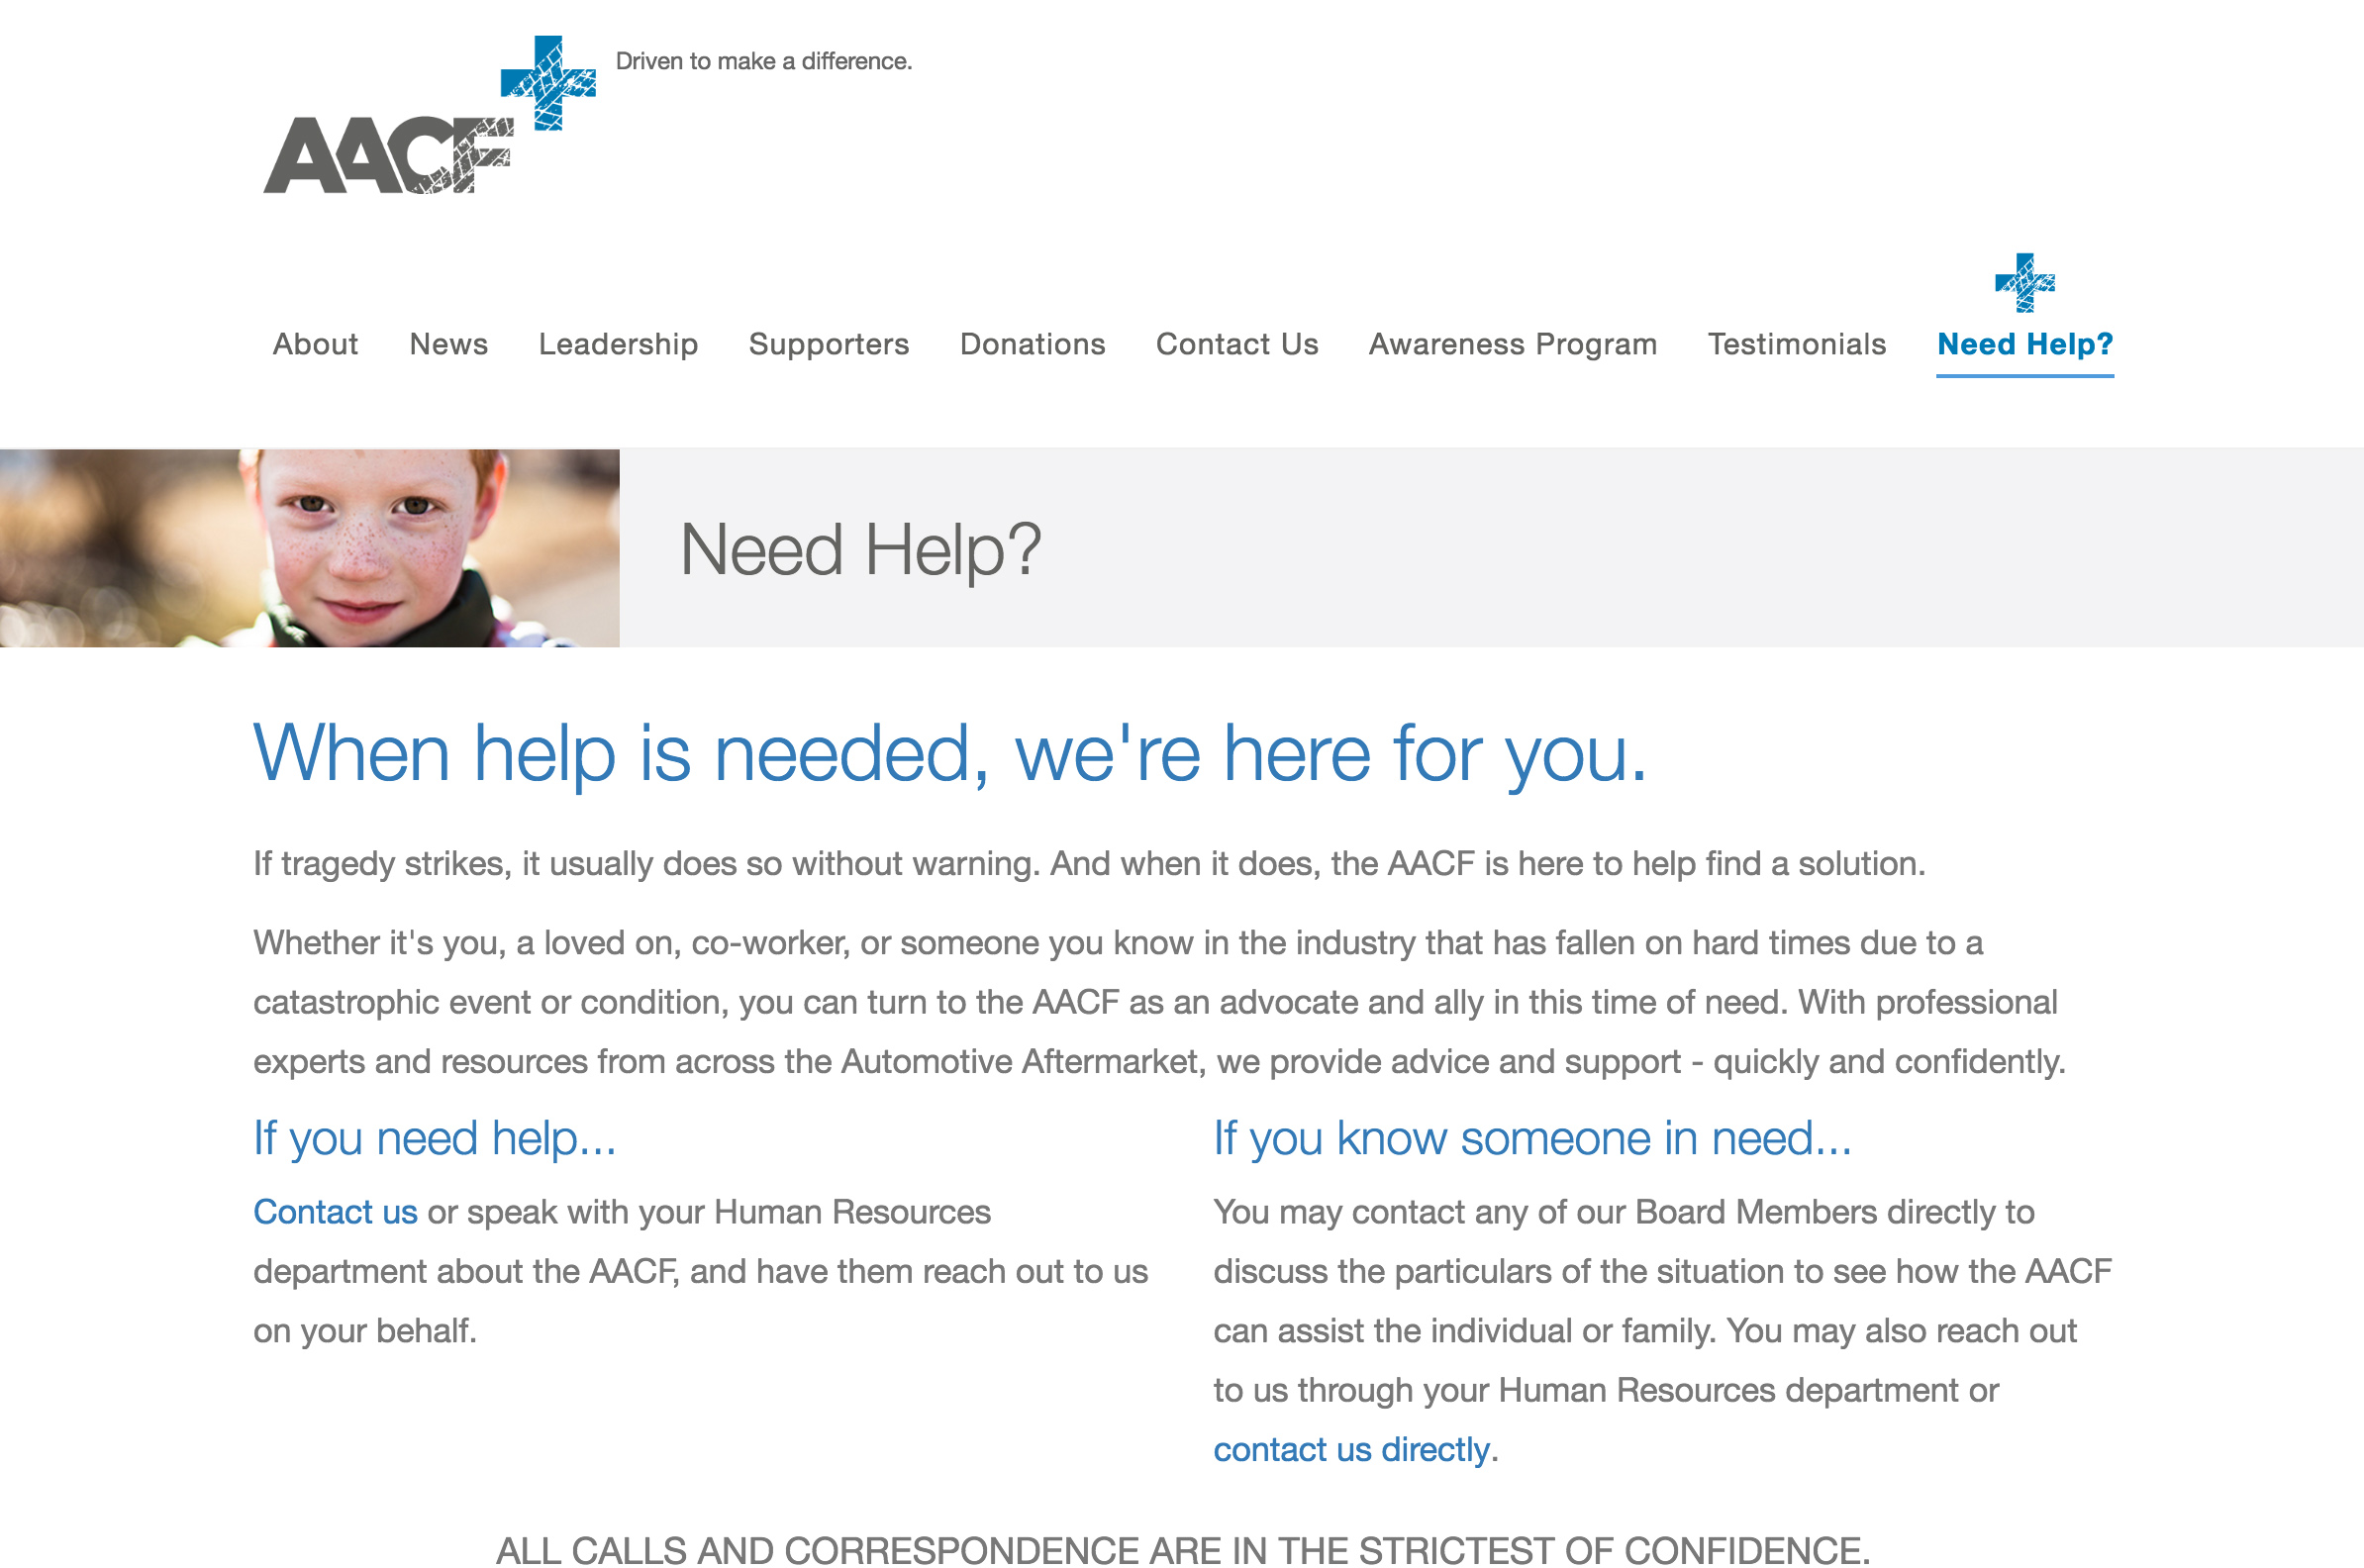 Driven to make a difference.
AACF
About News Leadership Supporters Donations Contact Us Awareness Program Testimonials Need Help?
Need Help?
When help is needed, we're here for you.
If tragedy strikes, it usually does so without warning. And when it does, the AACF is here to help find a solution.
Whether it's you, a loved on, co-worker, or someone you know in the industry that has fallen on hard times due to a
catastrophic event or condition, you can turn to the AACF as an advocate and ally in this time of need. With professional
experts and resources from across the Automotive Aftermarket, we provide advice and support - quickly and confidently.
If you need help...
Contact us or speak with your Human Resources
department about the AACF, and have them reach out to us
on your behalf.
If you know someone in need...
You may contact any of our Board Members directly to
discuss the particulars of the situation to see how the AACF
can assist the individual or family. You may also reach out
to us through your Human Resources department or
contact us directly.
ALL CALLS AND CORRESPONDENCE ARE IN THE STRICTEST OF CONFIDENCE.